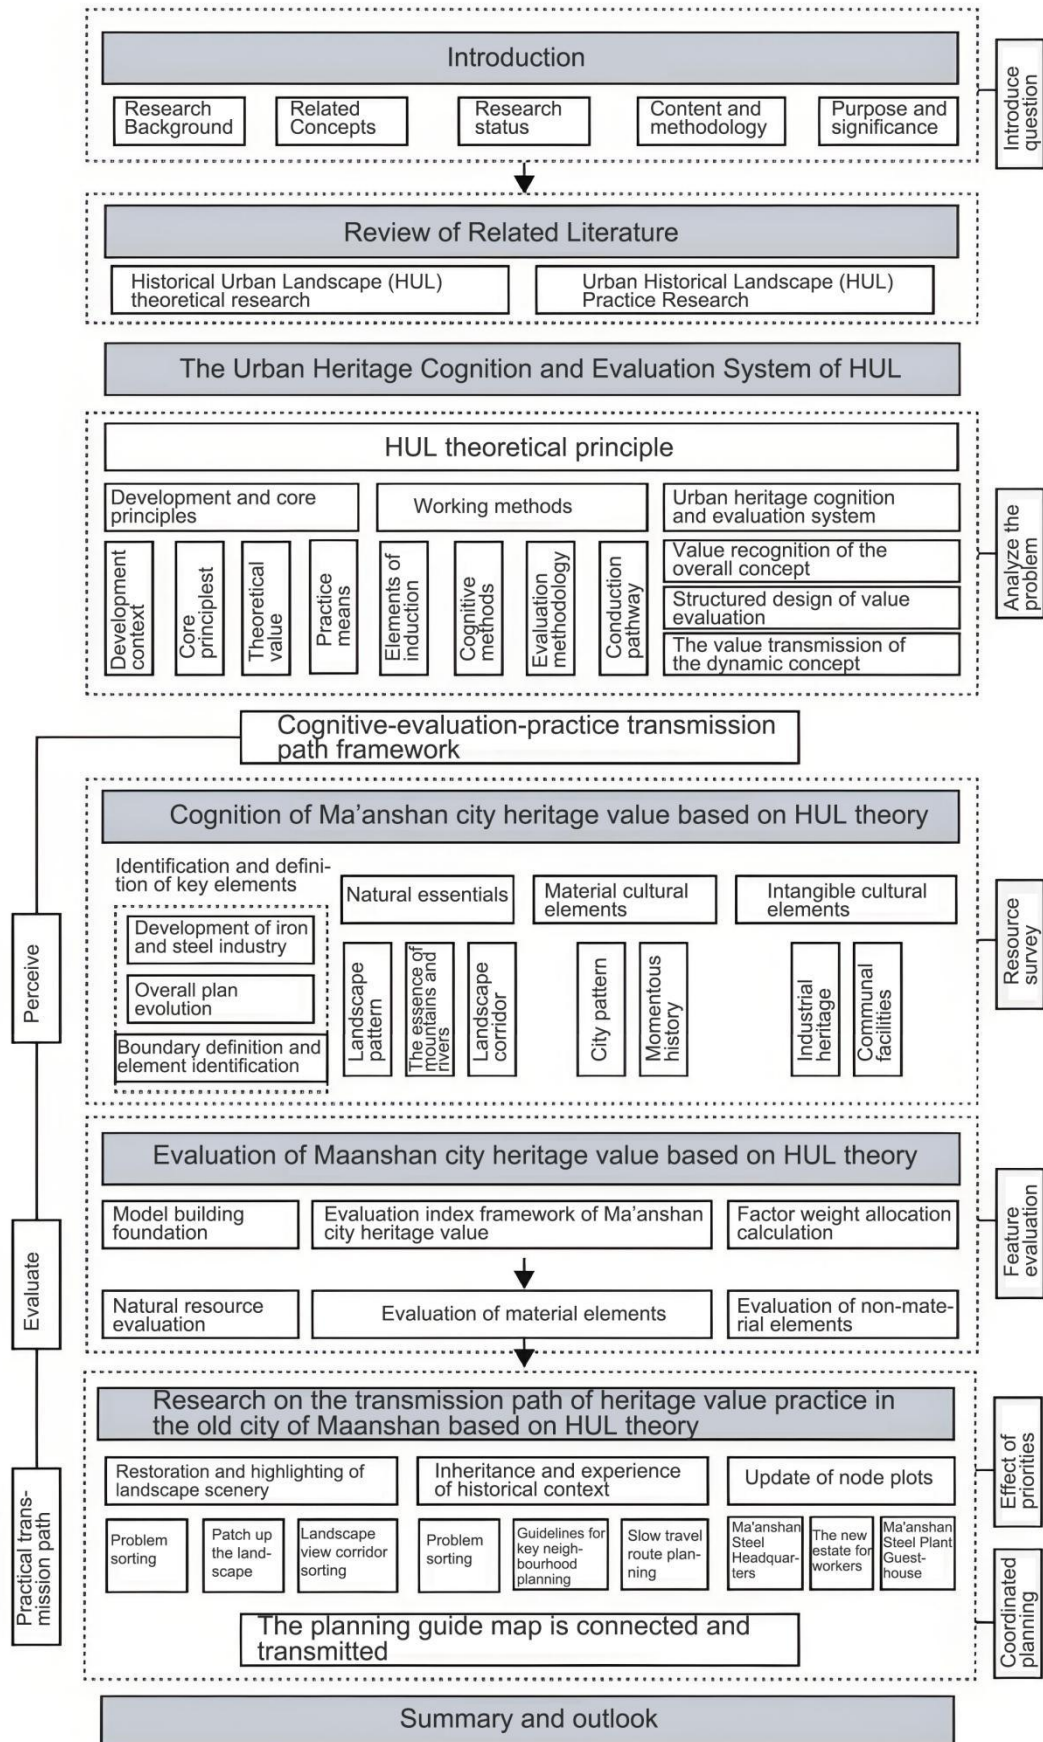 Introduction
Research
Background
Related
Concepts
Research
status
Content and
methodology
Purpose and
significance
Introduce
question
Review of Related Literature
Historical Urban Landscape (HUL)
theoretical research
Urban Historical Landscape (HUL)
Practice Research
The Urban Heritage Cognition and Evaluation System of HUL
HUL theoretical principle
Development and core
principles
Working methods
Urban heritage cognition
and evaluation system
Development
context
Core
principlest
Theoretical
value
Practice
means
Elements of
induction
Cognitive
methods
Evaluation
methodology
Conduction
pathway
Value recognition of the
overall concept
Structured design of value
evaluation
The value transmission of
the dynamic concept
Analyze the
problem
Cognitive-evaluation-practice transmission
path framework
Cognition of Ma'anshan city heritage value based on HUL theory
Identification and defini-
tion of key elements
Development of iron
and steel industry
Overall plan
evolution
Boundary definition and
element identification
Natural essentials
Landscape
pattern
The essence of
mountains and
rivers
Landscape
corridor
Material cultural
elements
City pattern
Momentous
history
Intangible cultural
elements
Industrial
heritage
Communal
facilities
Resource
survey
Perceive
Evaluation of Maanshan city heritage value based on HUL theory
Model building
foundation
Evaluation index framework of Ma'anshan
city heritage value
Factor weight allocation
calculation
Natural resource
evaluation
Evaluation of material elements
Evaluation of non-mate-
rial elements
Feature
evaluation
Evaluate
Research on the transmission path of heritage value practice in
the old city of Maanshan based on HUL theory
Restoration and highlighting of
landscape scenery
Inheritance and experience
of historical context
Update of node plots
Problem
sorting
Patch up
the land-
scape
Landscape
view corridor
sorting
Problem
sorting
Guidelines for
key neigh-
bourhood
planning
Slow travel
route plan-
ning
Ma'anshan
Steel
Headquar-
ters
The new
estate for
workers
Ma'anshan
Steel Plant
Guest-
house
The planning guide map is connected and
transmitted
Effect of
priorities
Coordinated
planning
Practical trans-
mission path
Summary and outlook